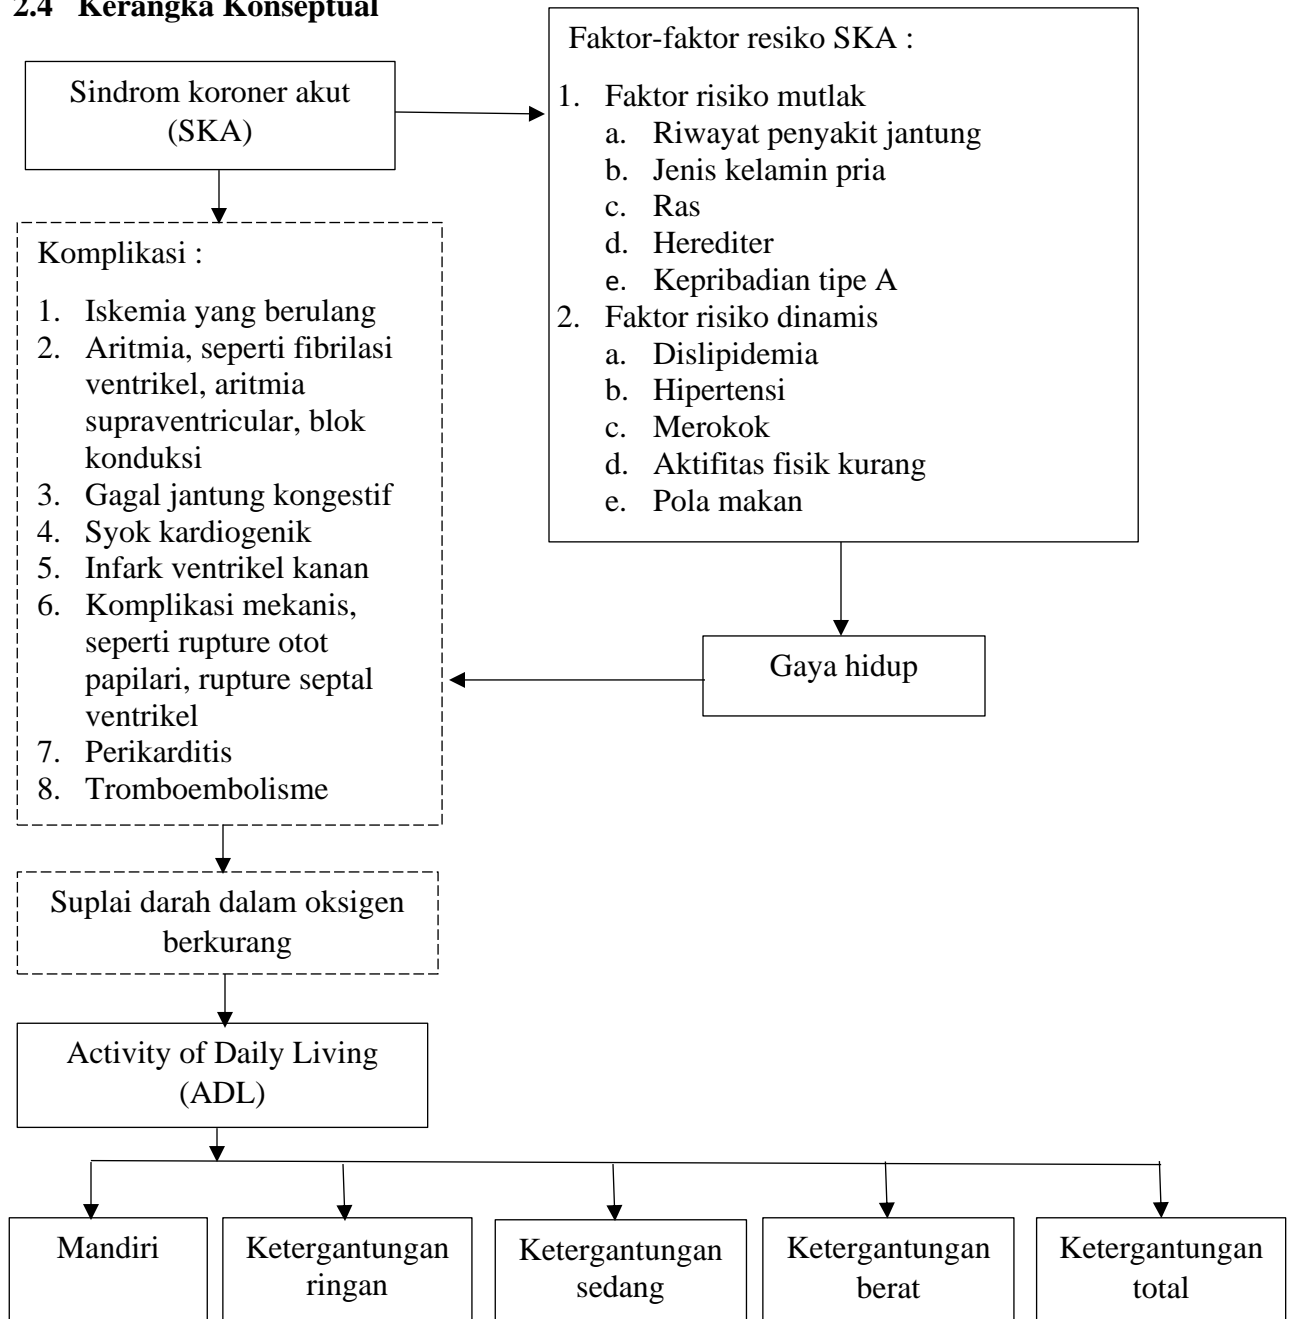 2.4 Kerangka Konseptual
Sindrom koroner akut
(SKA)
Faktor-faktor resiko SKA :
1. Faktor risiko mutlak
a. Riwayat penyakit jantung
b. Jenis kelamin pria
c. Ras
d. Herediter
e. Kepribadian tipe A
2. Faktor risiko dinamis
a. Dislipidemia
b. Hipertensi
c. Merokok
d. Aktifitas fisik kurang
e. Pola makan
Komplikasi :
1. Iskemia yang berulang
2. Aritmia, seperti fibrilasi
ventrikel, aritmia
supraventricular, blok
konduksi
3. Gagal jantung kongestif
4. Syok kardiogenik
5. Infark ventrikel kanan
6. Komplikasi mekanis,
seperti rupture otot
papilari, rupture septal
ventrikel
7. Perikarditis
8. Tromboembolisme
Gaya hidup
Suplai darah dalam oksigen
berkurang
Activity of Daily Living
(ADL)
Mandiri
Ketergantungan
ringan
Ketergantungan
sedang
Ketergantungan
berat
Ketergantungan
total